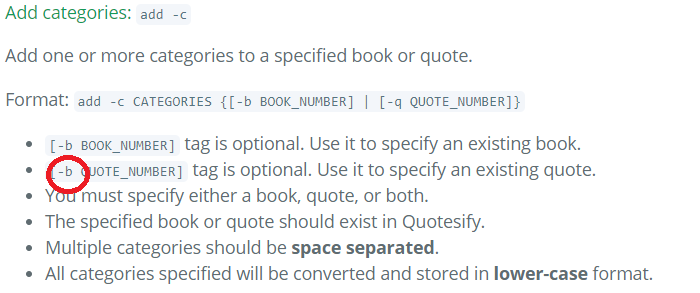 Add categories: add -c
Add one or more categories to a specified book or quote.
Format: add -c CATEGORIES {[-b BOOK_NUMBER] | [-q QUOTE_NUMBER]}
• [-b BOOK_NUMBER] tag is optional. Use it to specify an existing book.
• [-b QUOTE_NUMBER] tag is optional. Use it to specify an existing quote.
• You must specify either a book, quote, or both.
• The specified book or quote should exist in Quotesify.
• Multiple categories should be space separated.
• All categories specified will be converted and stored in lower-case format.